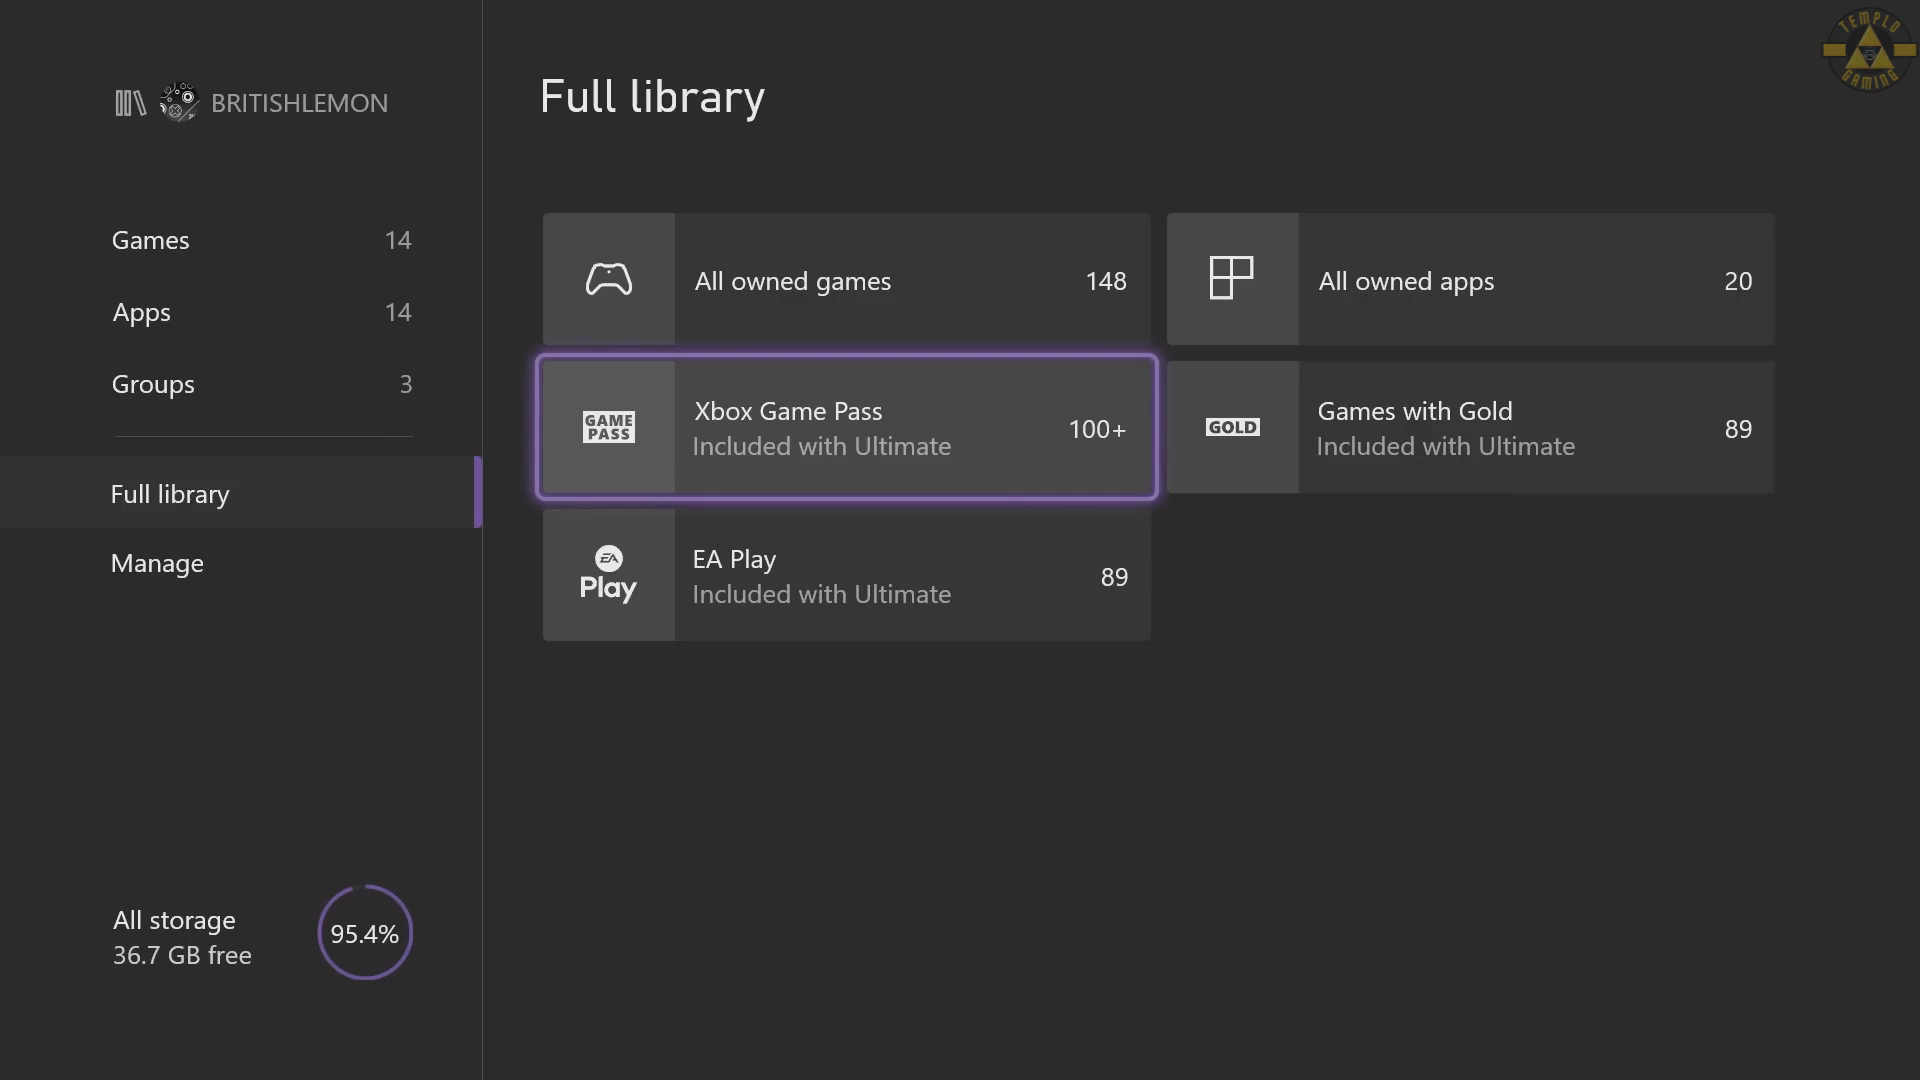 BRITISHLEMON
Games 14
Apps 14
Groups 3
Full library
Manage
All storage
36.7 GB free
95.4%
Full library
All owned games 148
All owned apps 20
GAME
PASS
Xbox Game Pass
Included with Ultimate
100+
GOLD
Games with Gold
Included with Ultimate
89
EA
Play
EA Play
Included with Ultimate
89
TEMPLO
GAMING